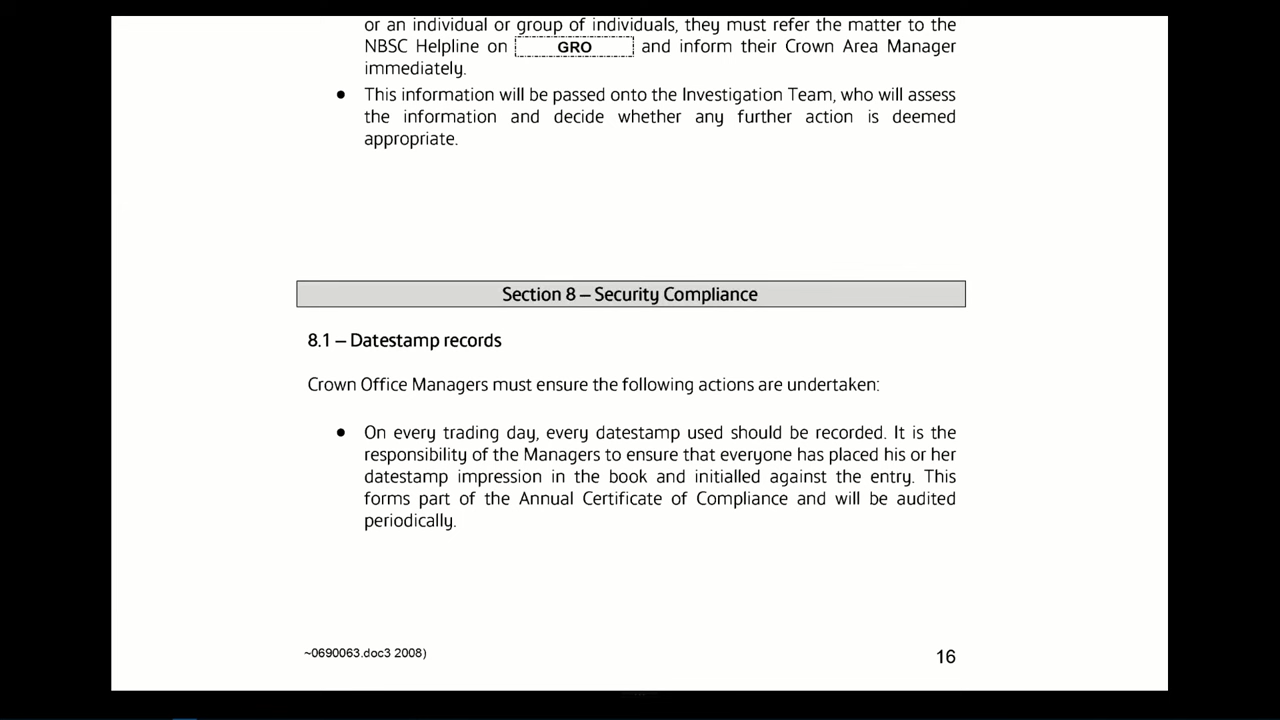 or an individual or group of individuals, they must refer the matter to the
NBSC Helpline on GRO and inform their Crown Area Manager
immediately.
● This information will be passed onto the Investigation Team, who will assess
the information and decide whether any further action is deemed
appropriate.
Section 8 – Security Compliance
8.1 – Datestamp records
Crown Office Managers must ensure the following actions are undertaken:
● On every trading day, every datestamp used should be recorded. It is the
responsibility of the Managers to ensure that everyone has placed his or her
datestamp impression in the book and initialled against the entry. This
forms part of the Annual Certificate of Compliance and will be audited
periodically.
~0690063.doc3 2008)
16